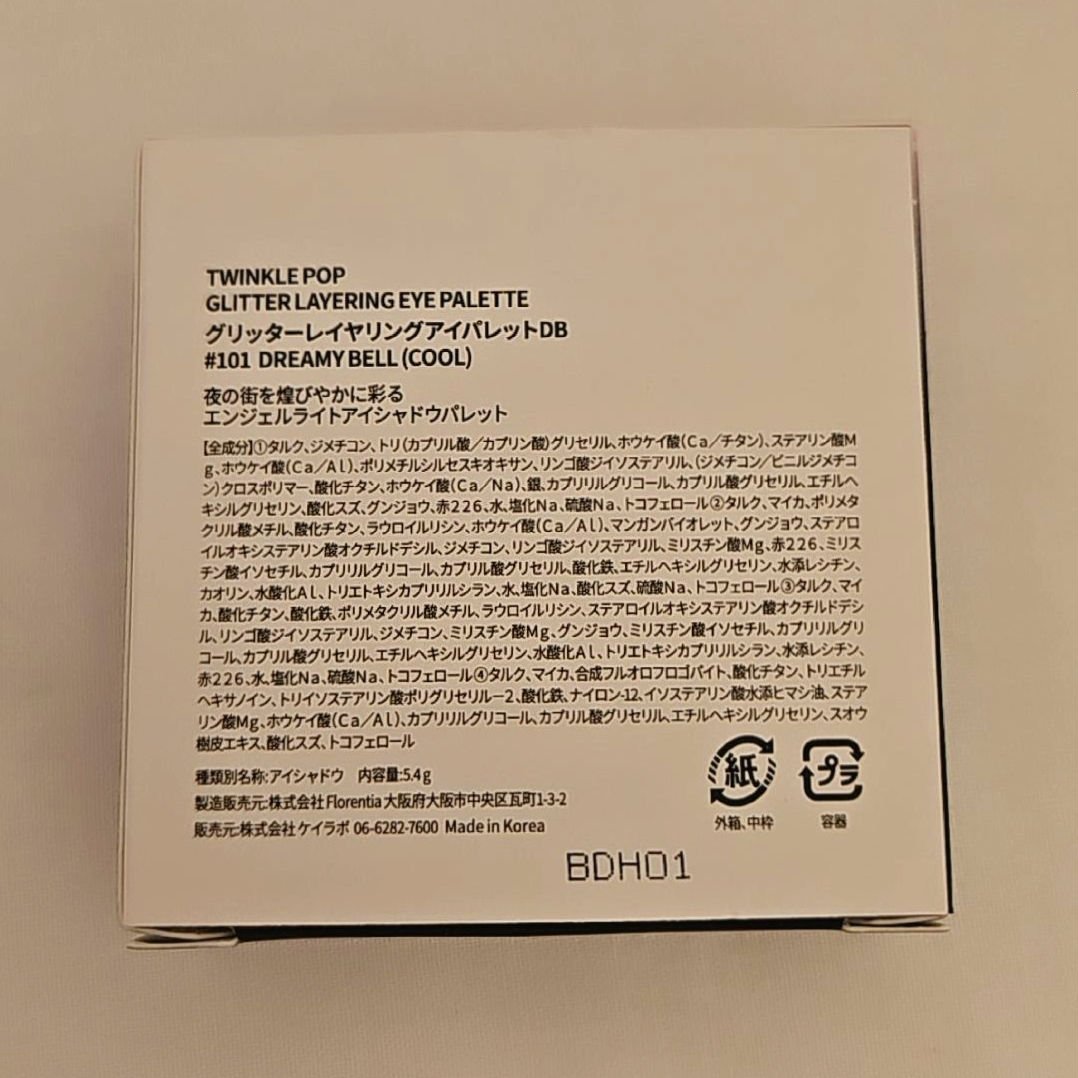 TWINKLE POP
GLITTER LAYERING EYE PALETTE
グリッターレイヤリングアイパレットDB
#101 DREAMY BELL (COOL)
夜の街を煌びやかに彩る
エンジェルライトアイシャドウパレット
【全成分】①タルク、ジメチコン、トリ(カプリル酸/カプリン酸)グリセリル、ホウケイ酸(Ca/チタン)、ステアリン酸M
g、ホウケイ酸(Ca/Al)、ポリメチルシルセスキオキサン、リンゴ酸ジイソステアリル、(ジメチコン/ビニルジメチコ
ン)クロスポリマー、酸化チタン、ホウケイ酸(Ca/Na)、銀、カプリリルグリコール、カプリル酸グリセリル、エチルヘ
キシルグリセリン、酸化スズ、グンジョウ、赤226、水、塩化Na、硫酸Na、トコフェロール②タルク、マイカ、ポリメタ
クリル酸メチル、酸化チタン、ラウロイルリシン、ホウケイ酸(Ca/Al)、マンガンバイオレット、グンジョウ、ステアロ
イルオキシステアリン酸オクチルドデシル、ジメチコン、リンゴ酸ジイソステアリル、ミリスチン酸Mg、赤226、ミリス
チン酸イソセチル、カプリリルグリコール、カプリル酸グリセリル、酸化鉄、エチルヘキシルグリセリン、水添レシチン、
カオリン、水酸化Al、トリエトキシカプリリルシラン、水、塩化Na、酸化スズ、硫酸Na、トコフェロール③タルク、マイ
カ、酸化チタン、酸化鉄、ポリメタクリル酸メチル、ラウロイルリシン、ステアロイルオキシステアリン酸オクチルドデシ
ル、リンゴ酸ジイソステアリル、ジメチコン、ミリスチン酸Mg、グンジョウ、ミリスチン酸イソセチル、カプリリルグリ
コール、カプリル酸グリセリル、エチルヘキシルグリセリン、水酸化Al、トリエトキシカプリリルシラン、水添レシチン、
赤226、水、塩化Na、硫酸Na、トコフェロール④タルク、マイカ、合成フルオロフロゴパイト、酸化チタン、トリエチル
ヘキサノイン、トリイソステアリン酸ポリグリセリル-2、酸化鉄、ナイロン-12、イソステアリン酸水添ヒマシ油、ステア
リン酸Mg、ホウケイ酸(Ca/Al)、カプリリルグリコール、カプリル酸グリセリル、エチルヘキシルグリセリン、スオウ
樹皮エキス、酸化スズ、トコフェロール
種類別名称:アイシャドウ 内容量:5.4g
製造販売元:株式会社Florentia 大阪府大阪市中央区瓦町1-3-2
販売元:株式会社ケイラボ 06-6282-7600 Made in Korea
紙
外箱、中枠
プラ
容器
BDH01